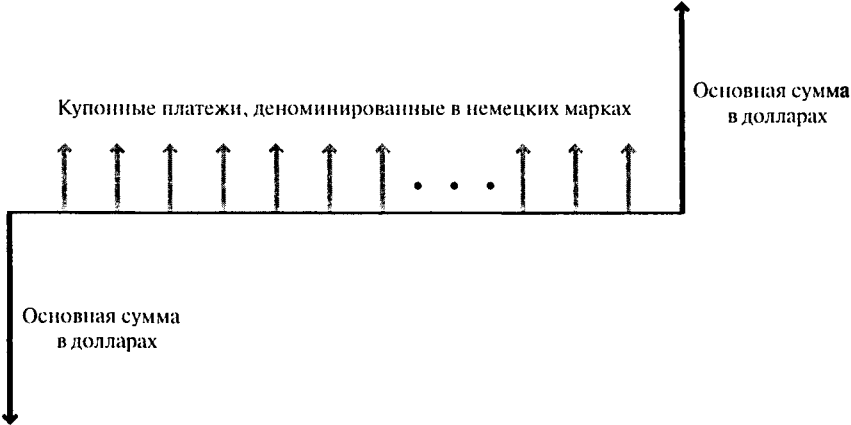 Купонные платежи, деноминированные в немецких марках
Основная сумма
в долларах
Основная сумма
в долларах